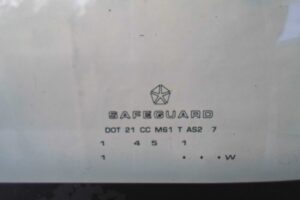 SAFEGUARD
DOT 21 CC M61 T AS2 7
1 4 5 1
1 • • • W